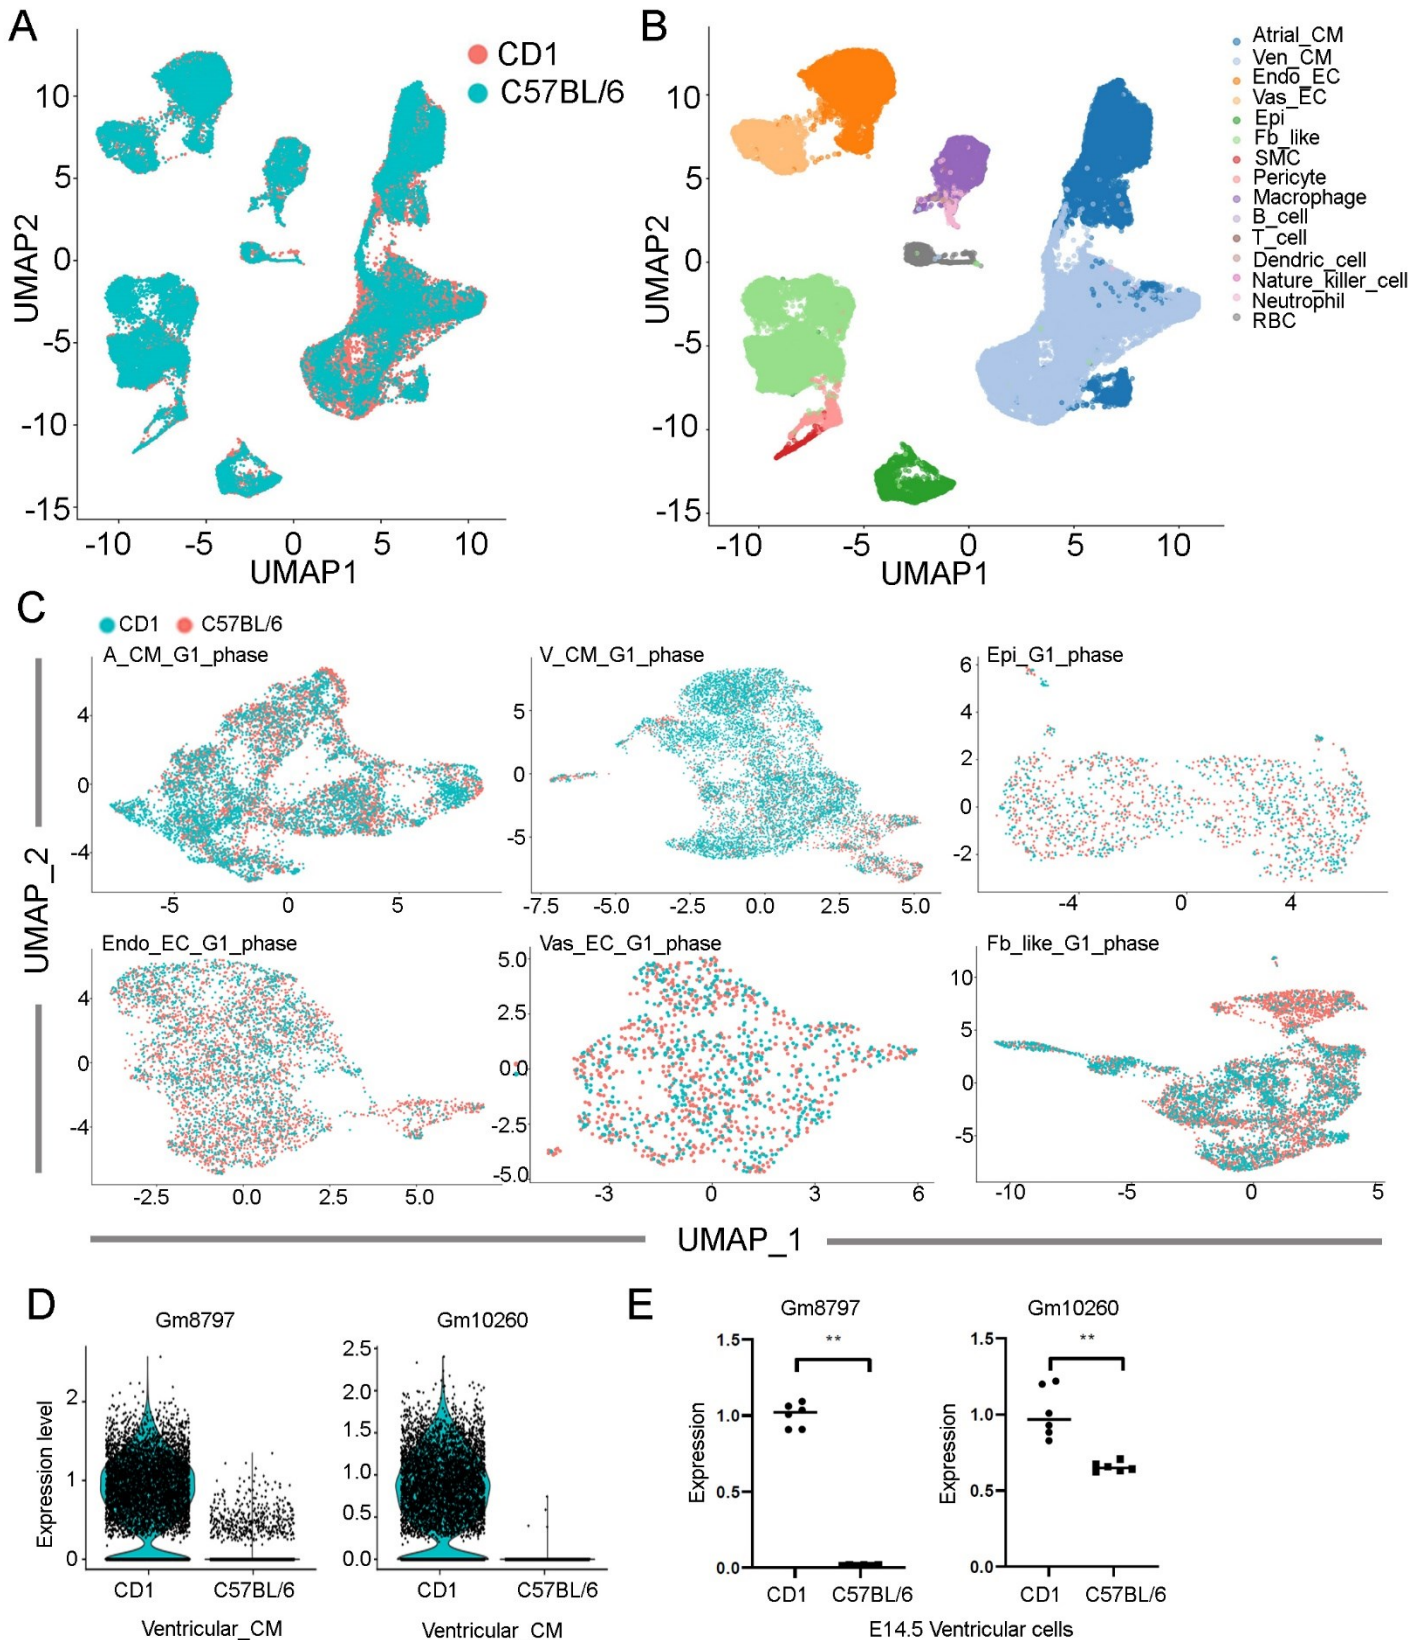 A
CD1
C57BL/6
10
5
0
-5
-10
-15
UMAP2
-10 -5 0 5 10
UMAP1
B
Atrial_CM
Ven_CM
Endo_EC
Vas_EC
Epi
Fb_like
SMC
Pericyte
Macrophage
B_cell
T_cell
Dendric_cell
Nature_killer_cell
Neutrophil
RBC
10
5
0
-5
-10
-15
UMAP2
-10 -5 0 5 10
UMAP1
C
CD1 C57BL/6
UMAP_2
A_CM_G1_phase
4
0
-4
-5 0 5
V_CM_G1_phase
5
0
-5
-7.5 -5.0 -2.5 0.0 2.5 5.0
Epi_G1_phase
6
4
2
0
-2
-4 0 4
Endo_EC_G1_phase
4
0
-4
-2.5 0.0 2.5 5.0
Vas_EC_G1_phase
5.0
2.5
0.0
-2.5
-5.0
-3 0 3 6
Fb_like_G1_phase
10
5
0
-5
-10 -5 0 5
UMAP_1
D
Gm8797
Expression level
2
1
0
CD1 C57BL/6
Ventricular_CM
Gm10260
2.5
2.0
1.5
1.0
0.5
0.0
CD1 C57BL/6
Ventricular CM
E
Gm8797
**
Expression
1.5
1.0
0.5
0.0
CD1 C57BL/6
Gm10260
**
Expression
1.5
1.0
0.5
0.0
CD1 C57BL/6
E14.5 Ventricular cells